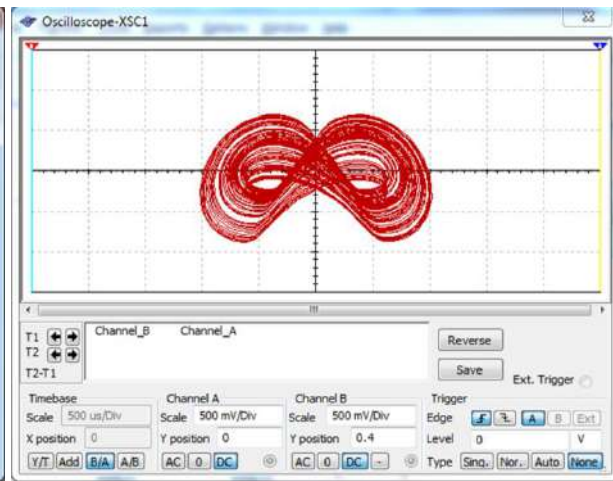 Oscilloscope-XSC1
T1
T2
T2-T1
Channel_B Channel_A
Reverse
Save
Ext. Trigger
Timebase
Scale 500 us/Div
X position 0
Y/T Add B/A A/B
Channel A
Scale 500 mV/Div
Y position 0
AC 0 DC
Channel B
Scale 500 mV/Div
Y position 0.4
AC 0 DC -
Trigger
Edge A B Ext
Level 0 V
Type Sing. Nor. Auto None